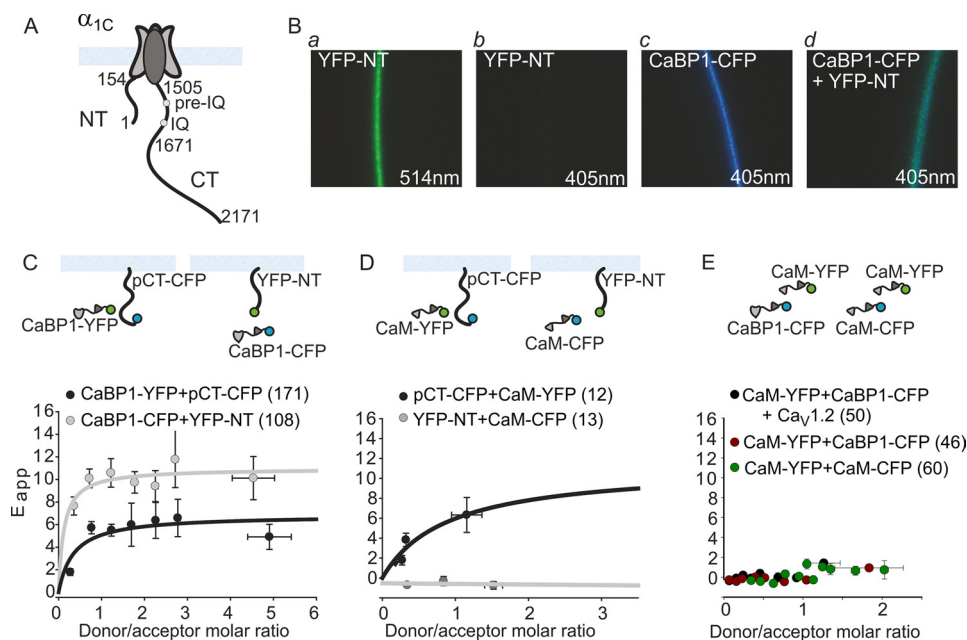 A
α1C
154
1505
pre-IQ
NT
1
IQ
1671
CT
2171
B
a
YFP-NT
514nm
b
YFP-NT
405nm
c
CaBP1-CFP
405nm
d
CaBP1-CFP
+ YFP-NT
405nm
C
pCT-CFP
CaBP1-YFP
YFP-NT
CaBP1-CFP
CaBP1-YFP+pCT-CFP (171)
CaBP1-CFP+YFP-NT (108)
Eapp
16
14
12
10
8
6
4
2
0
0 1 2 3 4 5 6
Donor/acceptor molar ratio
D
pCT-CFP
CaM-YFP
YFP-NT
CaM-CFP
pCT-CFP+CaM-YFP (12)
YFP-NT+CaM-CFP (13)
16
14
12
10
8
6
4
2
0
0 1 2 3
Donor/acceptor molar ratio
E
CaM-YFP
CaM-YFP
CaBP1-CFP
CaM-CFP
CaM-YFP+CaBP1-CFP
+ CaV1.2 (50)
CaM-YFP+CaBP1-CFP (46)
CaM-YFP+CaM-CFP (60)
16
14
12
10
8
6
4
2
0
0 1 2
Donor/acceptor molar ratio